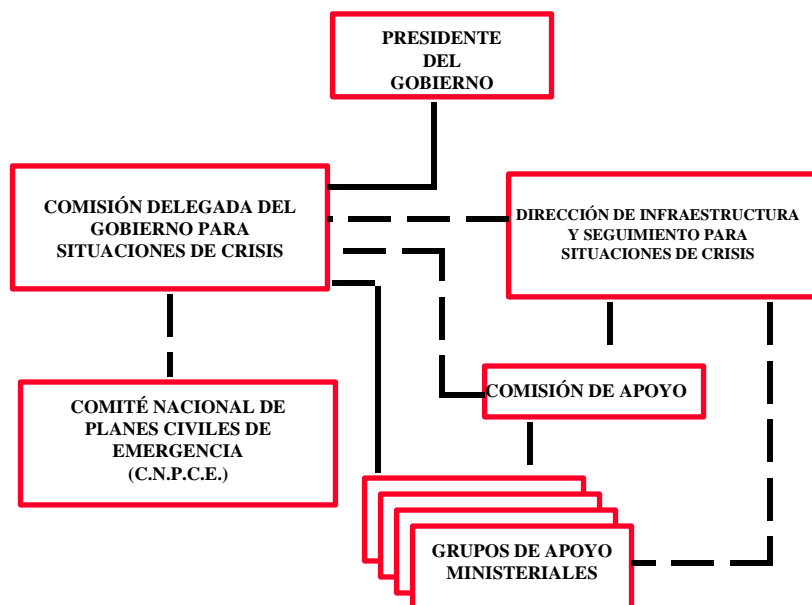 PRESIDENTE
DEL
GOBIERNO
COMISIÓN DELEGADA DEL
GOBIERNO PARA
SITUACIONES DE CRISIS
DIRECCIÓN DE INFRAESTRUCTURA
Y SEGUIMIENTO PARA
SITUACIONES DE CRISIS
COMITÉ NACIONAL DE
PLANES CIVILES DE
EMERGENCIA
(C.N.P.C.E.)
COMISIÓN DE APOYO
GRUPOS DE APOYO
MINISTERIALES